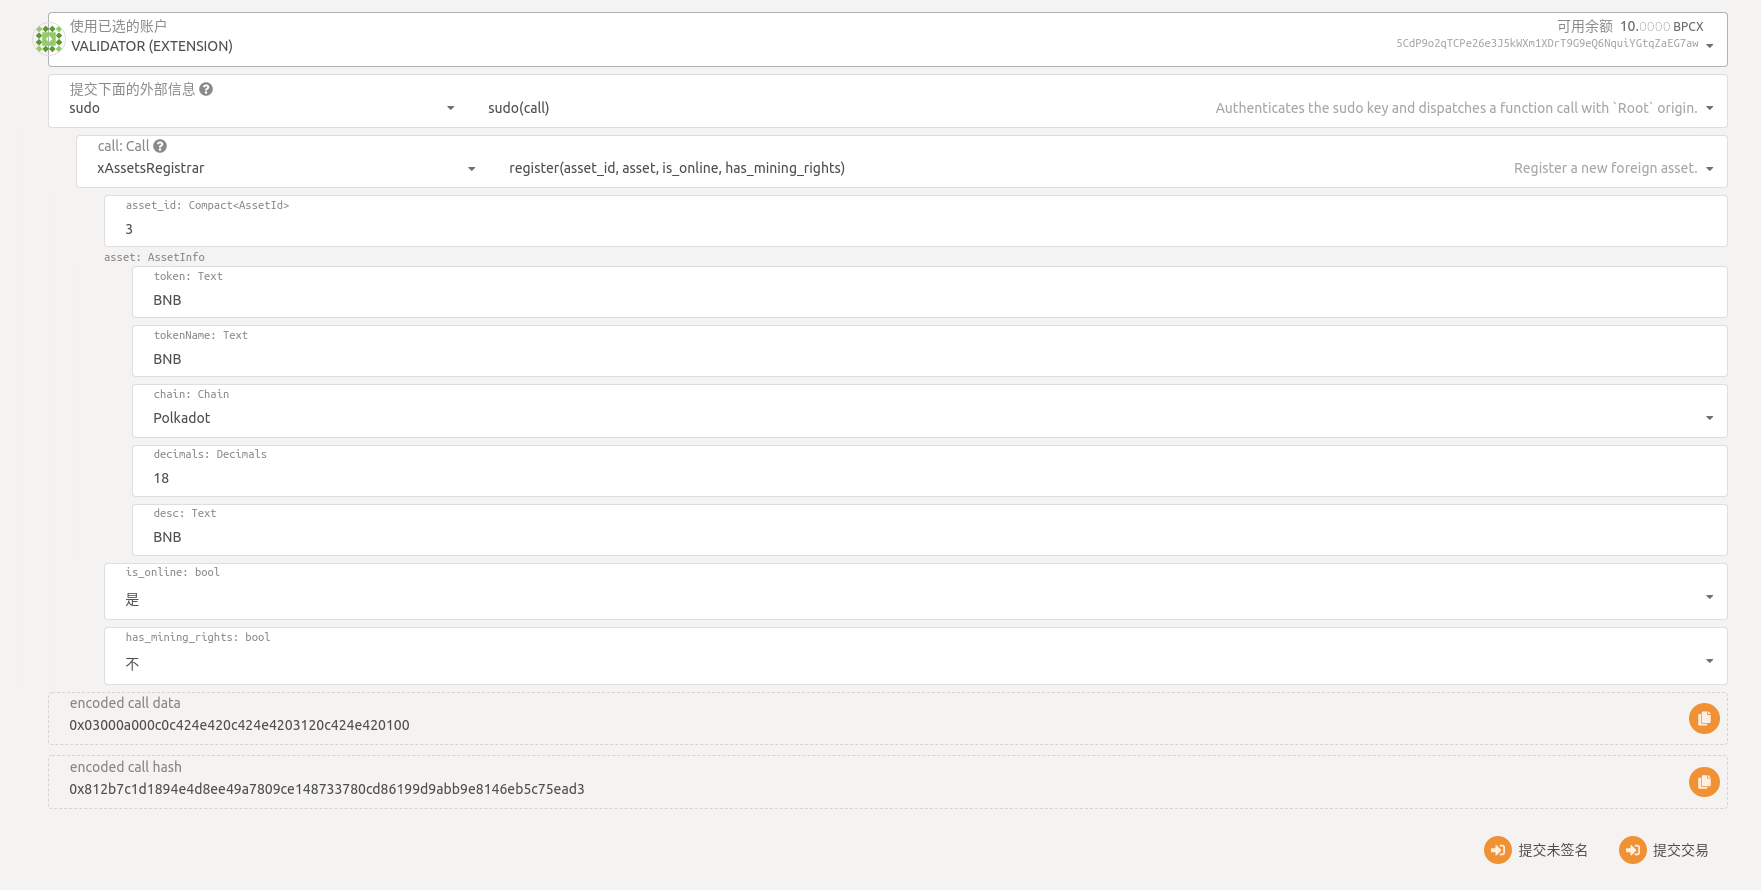 使用已选的账户
VALIDATOR (EXTENSION)
可用余额 10.0000 BPCX
5CdP9o2qTCPe26e3J5kWXm1XDrT9G9eQ6NquiYGtqZaEG7aw
提交下面的外部信息
sudo
sudo(call)
Authenticates the sudo key and dispatches a function call with `Root` origin.
call: Call
xAssetsRegistrar
register(asset_id, asset, is_online, has_mining_rights)
Register a new foreign asset.
asset_id: Compact<AssetId>
3
asset: AssetInfo
token: Text
BNB
tokenName: Text
BNB
chain: Chain
Polkadot
decimals: Decimals
18
desc: Text
BNB
is_online: bool
是
has_mining_rights: bool
不
encoded call data
0x03000a000c0c424e420c424e4203120c424e420100
encoded call hash
0x812b7c1d1894e4d8ee49a7809ce148733780cd86199d9abb9e8146eb5c75ead3
提交未签名
提交交易